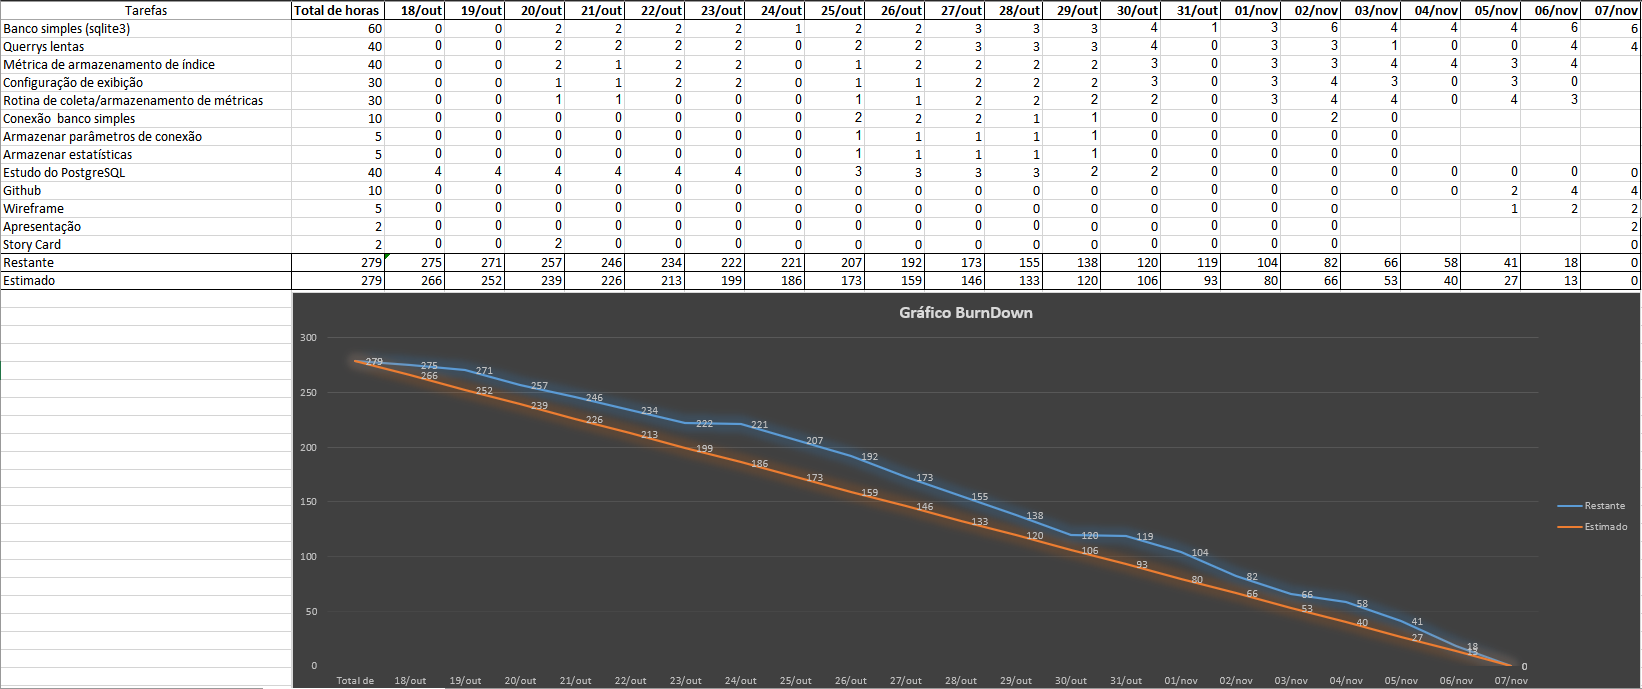 Tarefas Total de horas 18/out 19/out 20/out 21/out 22/out 23/out 24/out 25/out 26/out 27/out 28/out 29/out 30/out 31/out 01/nov 02/nov 03/nov 04/nov 05/nov 06/nov 07/nov
Banco simples (sqlite3) 60 0 0 2 2 2 2 1 2 2 3 3 3 4 1 3 6 4 4 4 6 6
Querrys lentas 40 0 0 2 2 2 2 0 2 2 3 3 3 4 0 3 3 1 0 0 4 4
Métrica de armazenamento de índice 40 0 0 2 1 2 2 0 1 2 2 2 2 3 0 3 3 4 4 3 4
Configuração de exibição 30 0 0 1 1 2 2 0 1 1 2 2 2 3 0 3 4 3 0 3 0
Rotina de coleta/armazenamento de métricas 30 0 0 1 1 0 0 0 1 1 2 2 2 2 0 3 4 4 0 4 3
Conexão  banco simples 10 0 0 0 0 0 0 0 2 2 2 1 1 0 0 0 2 0
Armazenar parâmetros de conexão 5 0 0 0 0 0 0 0 1 1 1 1 0 0 0 0 0 0
Armazenar estatísticas 5 0 0 0 0 0 0 0 1 1 1 1 1 0 0 0 0 0
Estudo do PostgreSQL 40 4 4 4 4 4 4 0 3 3 3 3 2 2 0 0 0 0 0 0 0 0
Github 10 0 0 0 0 0 0 0 0 0 0 0 0 0 0 0 0 0 0 2 4 4
Wireframe 5 0 0 0 0 0 0 0 0 0 0 0 0 0 0 0 0 1 2 2
Apresentação 2 0 0 0 0 0 0 0 0 0 0 0 0 0 0 0 0 2
Story Card 2 0 0 2 0 0 0 0 0 0 0 0 0 0 0 0 0 0
Restante 279 275 271 257 246 234 222 221 207 192 173 155 138 120 119 104 82 66 58 41 18 0
Estimado 279 266 252 239 226 213 199 186 173 159 146 133 120 106 93 80 66 53 40 27 13 0
Gráfico BurnDown
300
250
200
150
100
50
0
279 275 271 257 246 234 222 221 207 192 173 155 138 120 119 104 82 66 58 41 18 0
266 252 239 226 213 199 186 173 159 146 133 120 106 93 80 66 53 40 27 13
Restante
Estimado
Total de 18/out 19/out 20/out 21/out 22/out 23/out 24/out 25/out 26/out 27/out 28/out 29/out 30/out 31/out 01/nov 02/nov 03/nov 04/nov 05/nov 06/nov 07/nov